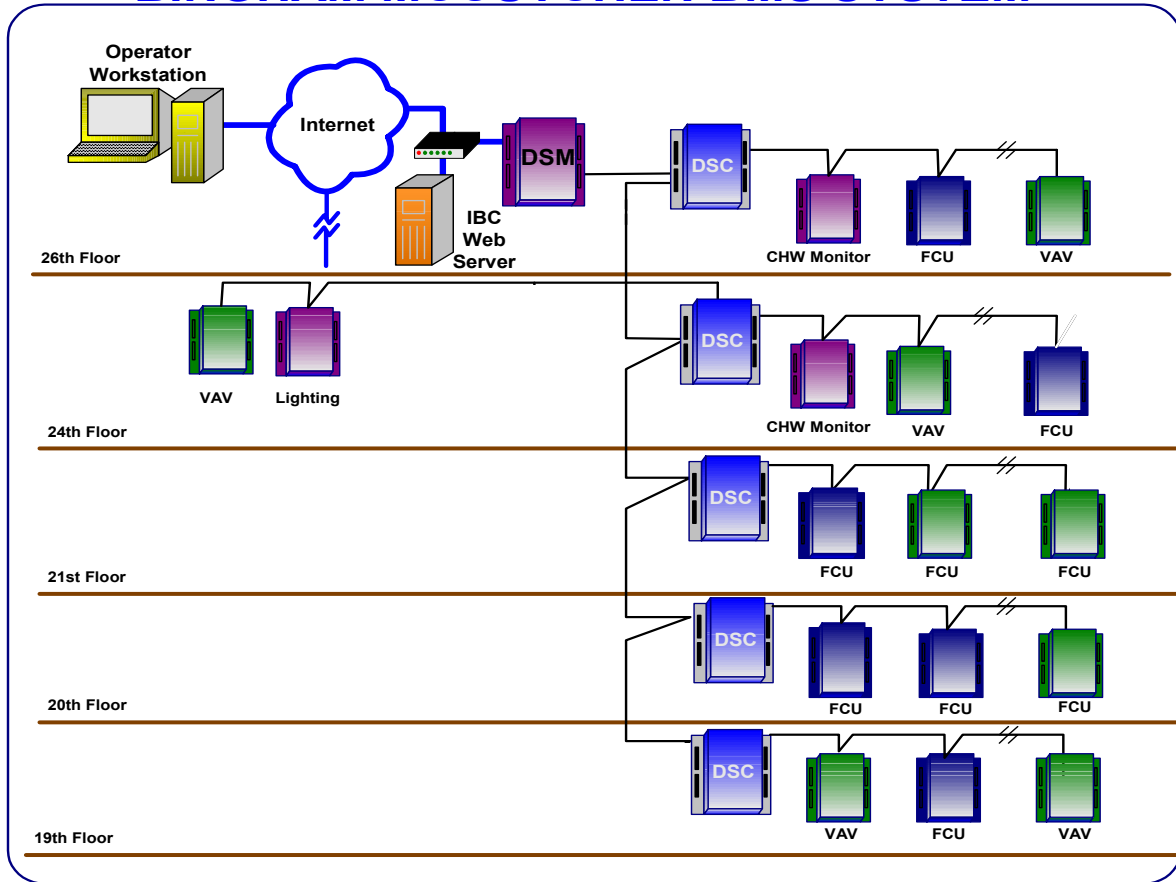 Operator
Workstation
Internet
DSM
DSC
IBC
Web
Server
CHW Monitor
FCU
VAV
26th Floor
VAV
Lighting
DSC
CHW Monitor
VAV
FCU
24th Floor
DSC
FCU
FCU
FCU
21st Floor
DSC
FCU
FCU
FCU
20th Floor
DSC
VAV
FCU
VAV
19th Floor